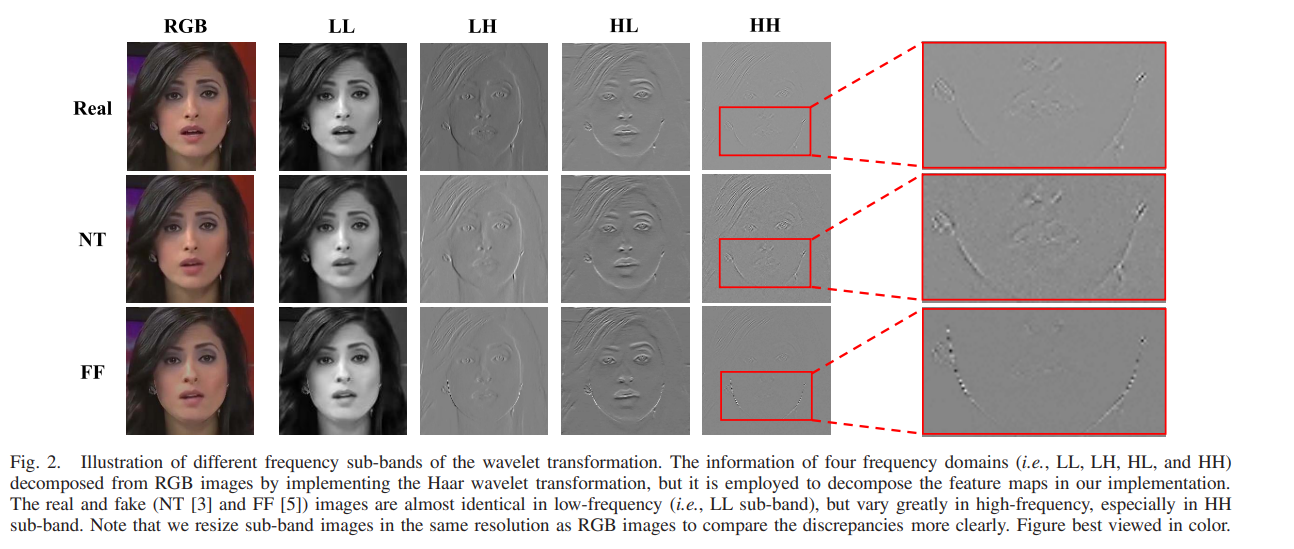 RGB LL LH HL HH
Real
NT
FF
Fig. 2. Illustration of different frequency sub-bands of the wavelet transformation. The information of four frequency domains (i.e., LL, LH, HL, and HH)
decomposed from RGB images by implementing the Haar wavelet transformation, but it is employed to decompose the feature maps in our implementation.
The real and fake (NT [3] and FF [5]) images are almost identical in low-frequency (i.e., LL sub-band), but vary greatly in high-frequency, especially in HH
sub-band. Note that we resize sub-band images in the same resolution as RGB images to compare the discrepancies more clearly. Figure best viewed in color.